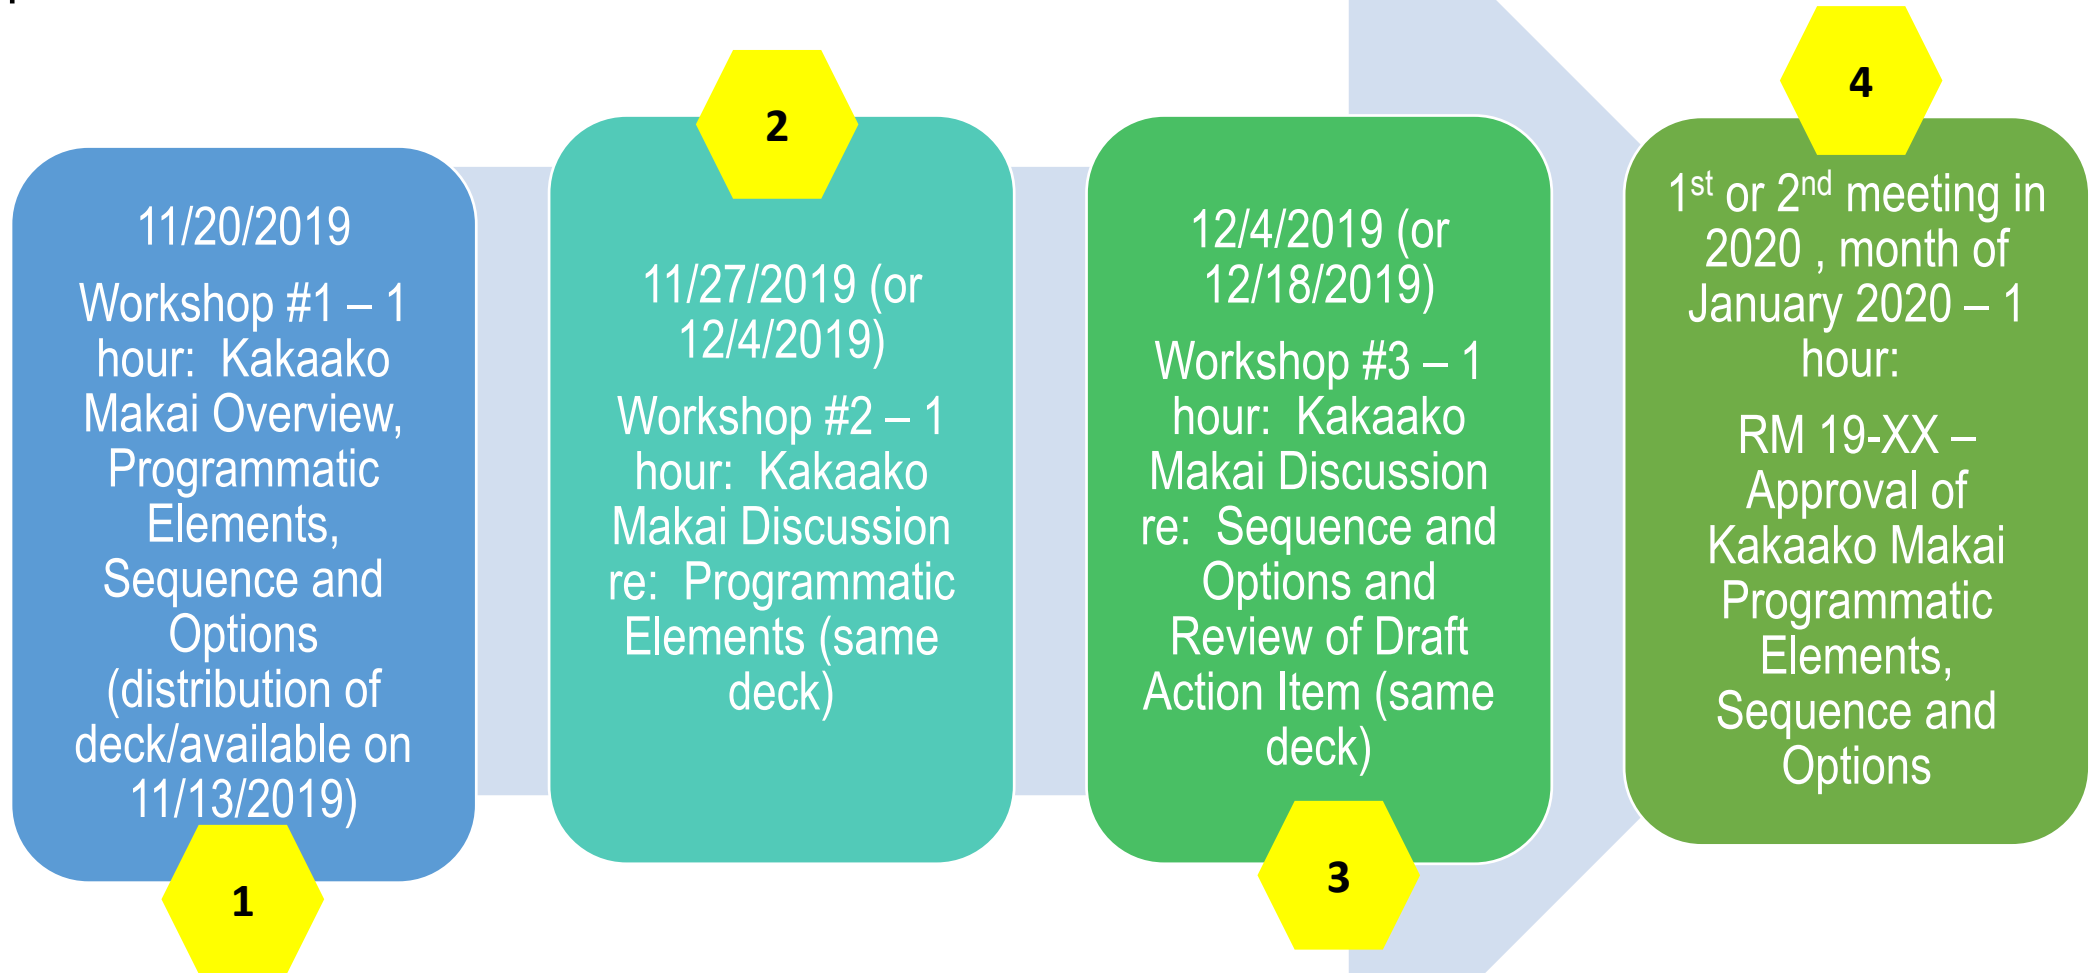 11/20/2019
Workshop #1 – 1
hour:  Kakaako
Makai Overview,
Programmatic
Elements,
Sequence and
Options
(distribution of
deck/available on
11/13/2019)
1
2
11/27/2019 (or
12/4/2019)
Workshop #2 – 1
hour:  Kakaako
Makai Discussion
re:  Programmatic
Elements (same
deck)
12/4/2019 (or
12/18/2019)
Workshop #3 – 1
hour:  Kakaako
Makai Discussion
re:  Sequence and
Options and
Review of Draft
Action Item (same
deck)
3
4
1st or 2nd meeting in
2020 , month of
January 2020 – 1
hour:
RM 19-XX –
Approval of
Kakaako Makai
Programmatic
Elements,
Sequence and
Options